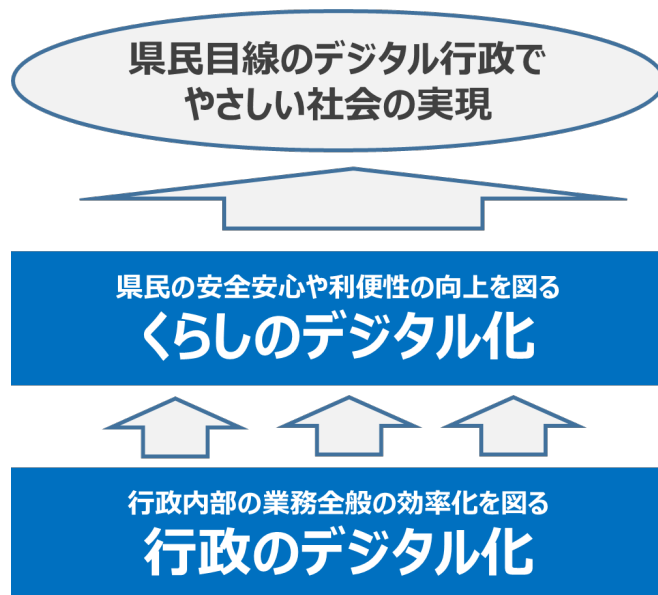 県民目線のデジタル行政で
やさしい社会の実現
県民の安全安心や利便性の向上を図る
くらしのデジタル化
行政内部の業務全般の効率化を図る
行政のデジタル化